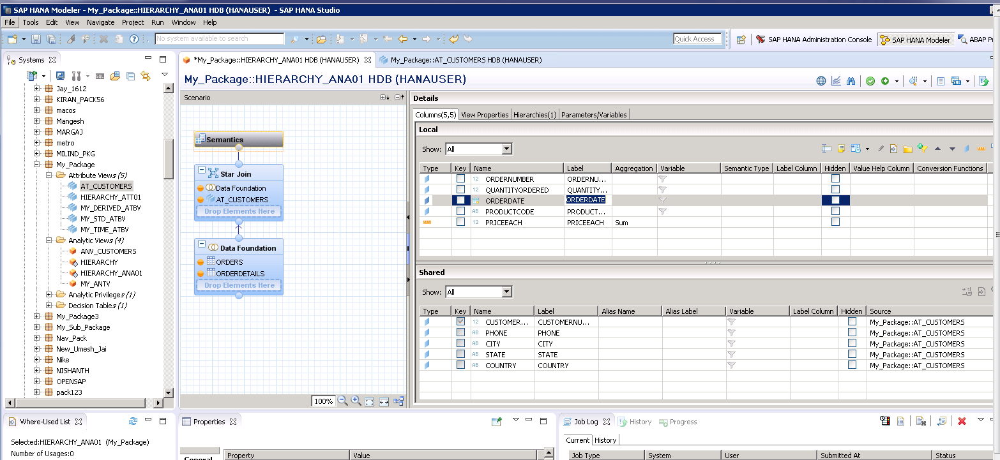 SAP HANA Modeler - My_Package::HIERARCHY_ANA01 HDB (HANAUSER) - SAP HANA Studio
File Tools Edit View Navigate Project Run Window Help
No system available to search
Quick Access
SAP HANA Administration Console
SAP HANA Modeler
ABAP
Systems
Jay_1612
KIRAN_PACK56
macos
Mangesh
MARGAJ
metro
MILIND_PKG
My_Package
Attribute Views (5)
AT_CUSTOMERS
HIERARCHY_ATT01
MY_DERIVED_ATBV
MY_STD_ATBV
MY_TIME_ATBV
Analytic Views (4)
ANV_CUSTOMERS
HIERARCHY
HIERARCHY_ANA01
MY_ANTV
Analytic Privileges (1)
Decision Tables (1)
My_Package3
My_Sub_Package
Nav_Pack
New_Umesh_Jai
Nike
NISHANTH
OPENSAP
pack123
*My_Package::HIERARCHY_ANA01 HDB (HANAUSER)
My_Package::AT_CUSTOMERS HDB (HANAUSER)
My_Package::HIERARCHY_ANA01 HDB (HANAUSER)
Scenario
Semantics
Star Join
Data Foundation
AT_CUSTOMERS
Drop Elements Here
Data Foundation
ORDERS
ORDERDETAILS
Drop Elements Here
100%
Details
Columns(5,5) View Properties Hierarchies(1) Parameters/Variables
Local
Show: All
Type Key Name Label Aggregation Variable Semantic Type Label Column Hidden Value Help Column Conversion Functions
12 ORDERNUMBER ORDERNU...
12 QUANTITYORDERED QUANTITY...
ORDERDATE ORDERDATE
AB PRODUCTCODE PRODUCT...
12 PRICEEACH PRICEEACH Sum
Shared
Show: All
Type Key Name Label Alias Name Alias Label Variable Label Column Hidden Source
12 CUSTOMER... CUSTOMERNU... My_Package::AT_CUSTOMERS
AB PHONE PHONE My_Package::AT_CUSTOMERS
AB CITY CITY My_Package::AT_CUSTOMERS
AB STATE STATE My_Package::AT_CUSTOMERS
AB COUNTRY COUNTRY My_Package::AT_CUSTOMERS
Where-Used List
Selected:HIERARCHY_ANA01 (My_Package)
Number of Usages:0
Properties
General
Property Value
Job Log History Progress
Current History
Job Type System User Submitted At Status